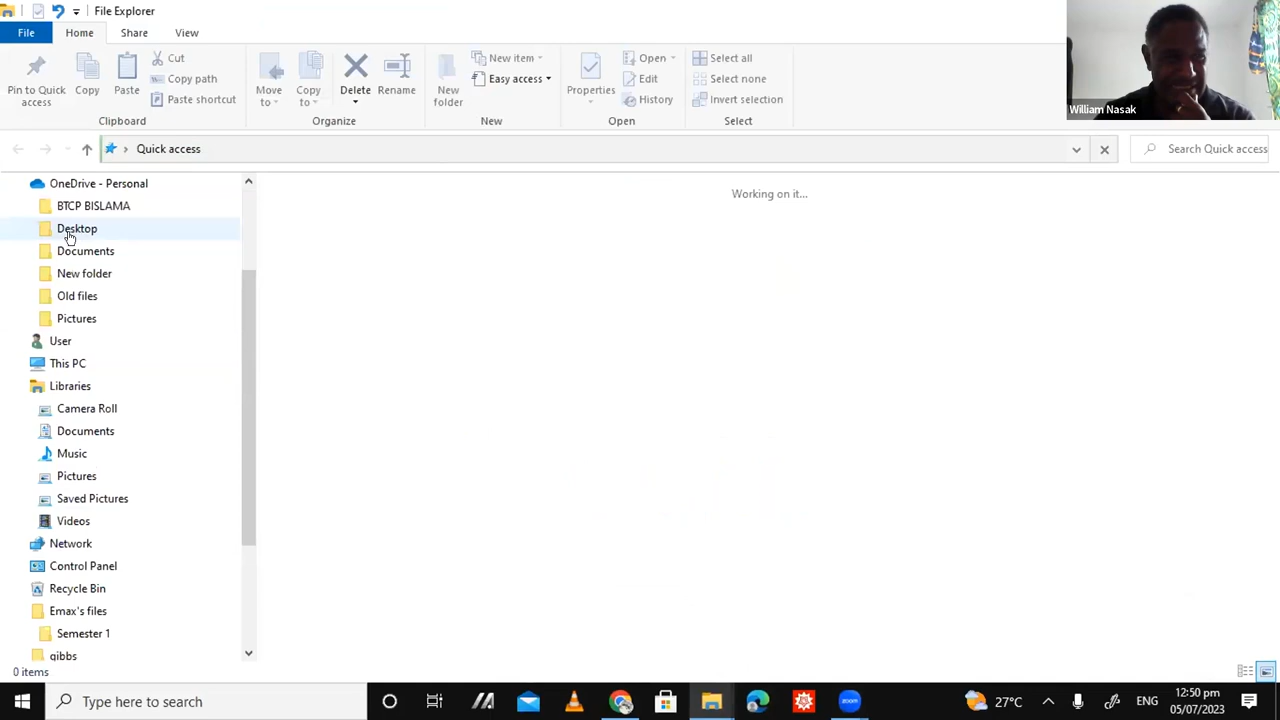 File Explorer
File Home Share View
Pin to Quick access
Copy
Paste
Cut
Copy path
Paste shortcut
Clipboard
Move to
Copy to
Delete
Rename
Organize
New folder
New item
Easy access
New
Properties
Open
Edit
History
Open
Select all
Select none
Invert selection
Select
William Nasak
Quick access
Search Quick access
OneDrive - Personal
BTCP BISLAMA
Desktop
Documents
New folder
Old files
Pictures
User
This PC
Libraries
Camera Roll
Documents
Music
Pictures
Saved Pictures
Videos
Network
Control Panel
Recycle Bin
Emax's files
Semester 1
gibbs
Working on it...
0 items
Type here to search
zoom
27°C
ENG
12:50 pm
05/07/2023